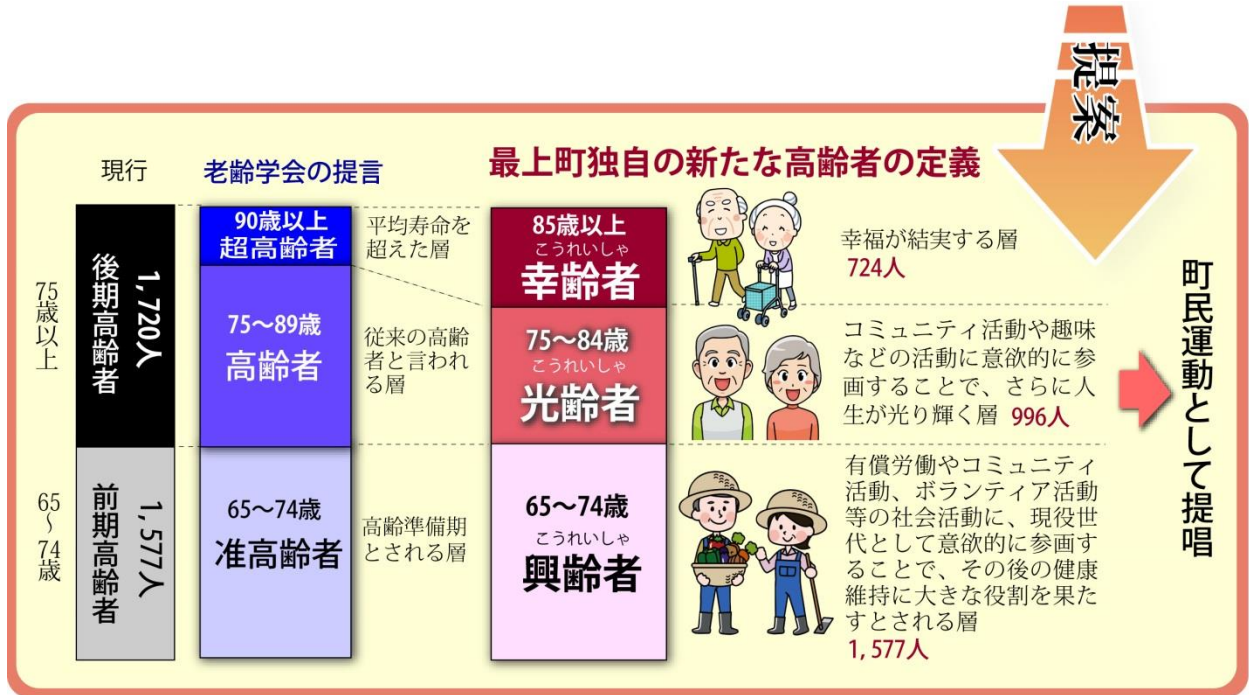 提案
現行
老齢学会の提言
最上町独自の新たな高齢者の定義
75歳以上
後期高齢者
1,720人
65～74歳
前期高齢者
1,577人
90歳以上
超高齢者
平均寿命を
超えた層
75～89歳
高齢者
従来の高齢
者と言われ
る層
65～74歳
准高齢者
高齢準備期
とされる層
85歳以上
こうれいしゃ
幸齢者
幸福が結実する層
724人
75～84歳
こうれいしゃ
光齢者
コミュニティ活動や趣味
などの活動に意欲的に参
画することで、さらに人
生が光り輝く層 996人
65～74歳
こうれいしゃ
興齢者
有償労働やコミュニティ
活動、ボランティア活動
等の社会活動に、現役世
代として意欲的に参画す
ることで、その後の健康
維持に大きな役割を果た
すとされる層
1,577人
町民運動として提唱